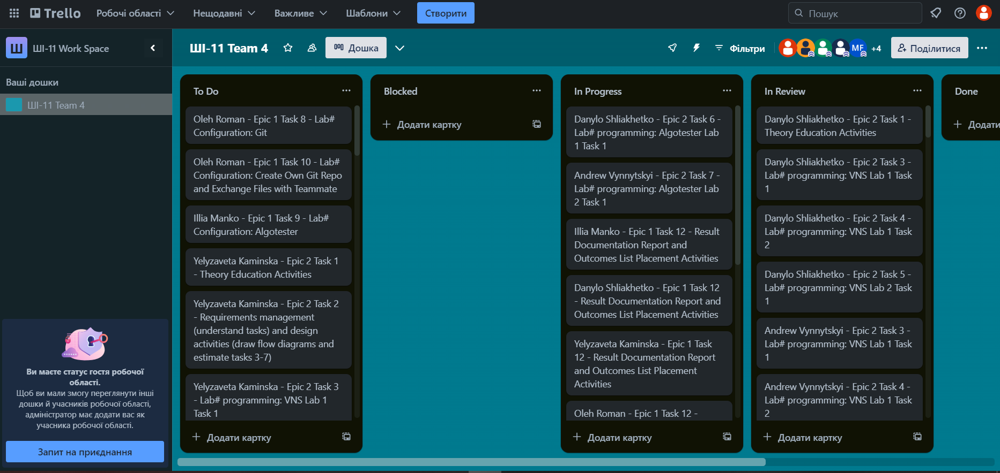 Trello
Робочі області
Нещодавні
Важливе
Шаблони
Створити
Пошук
Ш
ШІ-11 Work Space
Ваші дошки
ШІ-11 Team 4
Ви маєте статус гостя робочої
області.
Щоб ви мали змогу переглянути інші
дошки й учасників робочої області,
адміністратор має додати вас як
учасника робочої області.
Запит на приєднання
ШІ-11 Team 4
Дошка
Фільтри
MF
+4
Поділитися
To Do
Oleh Roman - Epic 1 Task 8 - Lab#
Configuration: Git
Oleh Roman - Epic 1 Task 10 - Lab#
Configuration: Create Own Git Repo
and Exchange Files with Teammate
Illia Manko - Epic 1 Task 9 - Lab#
Configuration: Algotester
Yelyzaveta Kaminska - Epic 2 Task 1
- Theory Education Activities
Yelyzaveta Kaminska - Epic 2 Task 2
- Requirements management
(understand tasks) and design
activities (draw flow diagrams and
estimate tasks 3-7)
Yelyzaveta Kaminska - Epic 2 Task 3
- Lab# programming: VNS Lab 1
Task 1
Додати картку
Blocked
Додати картку
In Progress
Danylo Shliakhetko - Epic 2 Task 6 -
Lab# programming: Algotester Lab
1 Task 1
Andrew Vynnytskyi - Epic 2 Task 7 -
Lab# programming: Algotester Lab
2 Task 1
Illia Manko - Epic 1 Task 12 - Result
Documentation Report and
Outcomes List Placement Activities
Danylo Shliakhetko - Epic 1 Task 12
- Result Documentation Report and
Outcomes List Placement Activities
Yelyzaveta Kaminska - Epic 1 Task
12 - Result Documentation Report
and Outcomes List Placement
Activities
Oleh Roman - Epic 1 Task 12 -
Додати картку
In Review
Danylo Shliakhetko - Epic 2 Task 1 -
Theory Education Activities
Danylo Shliakhetko - Epic 2 Task 3 -
Lab# programming: VNS Lab 1 Task
1
Danylo Shliakhetko - Epic 2 Task 4 -
Lab# programming: VNS Lab 1 Task
2
Danylo Shliakhetko - Epic 2 Task 5 -
Lab# programming: VNS Lab 2 Task
1
Andrew Vynnytskyi - Epic 2 Task 3 -
Lab# programming: VNS Lab 1 Task
1
Andrew Vynnytskyi - Epic 2 Task 4 -
Lab# programming: VNS Lab 1 Task
2
Додати картку
Done
Додати